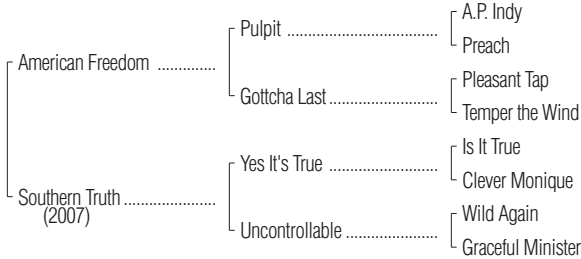 A.P. Indy
Pulpit ..............................
Preach
American Freedom ..............
Pleasant Tap
Gottcha Last ..........................
Temper the Wind
Is It True
Yes It's True ..........................
Clever Monique
Southern Truth ......................
(2007)
Wild Again
Uncontrollable ......................
Graceful Minister